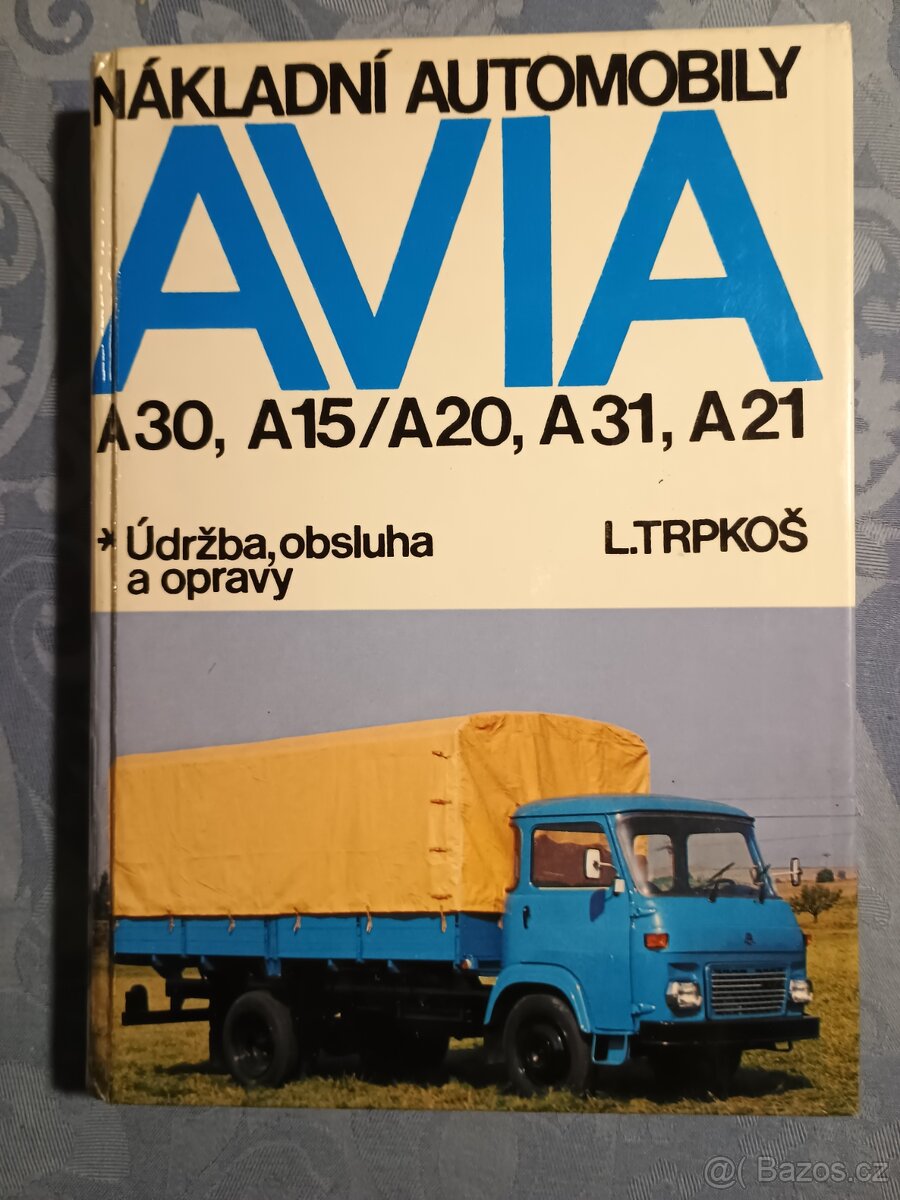 NÁKLADNÍ AUTOMOBILY
AVIA
A30, A15/A20, A31, A21
* Údržba, obsluha
a opravy
L.TRPKOŠ
@( Bazos.cz